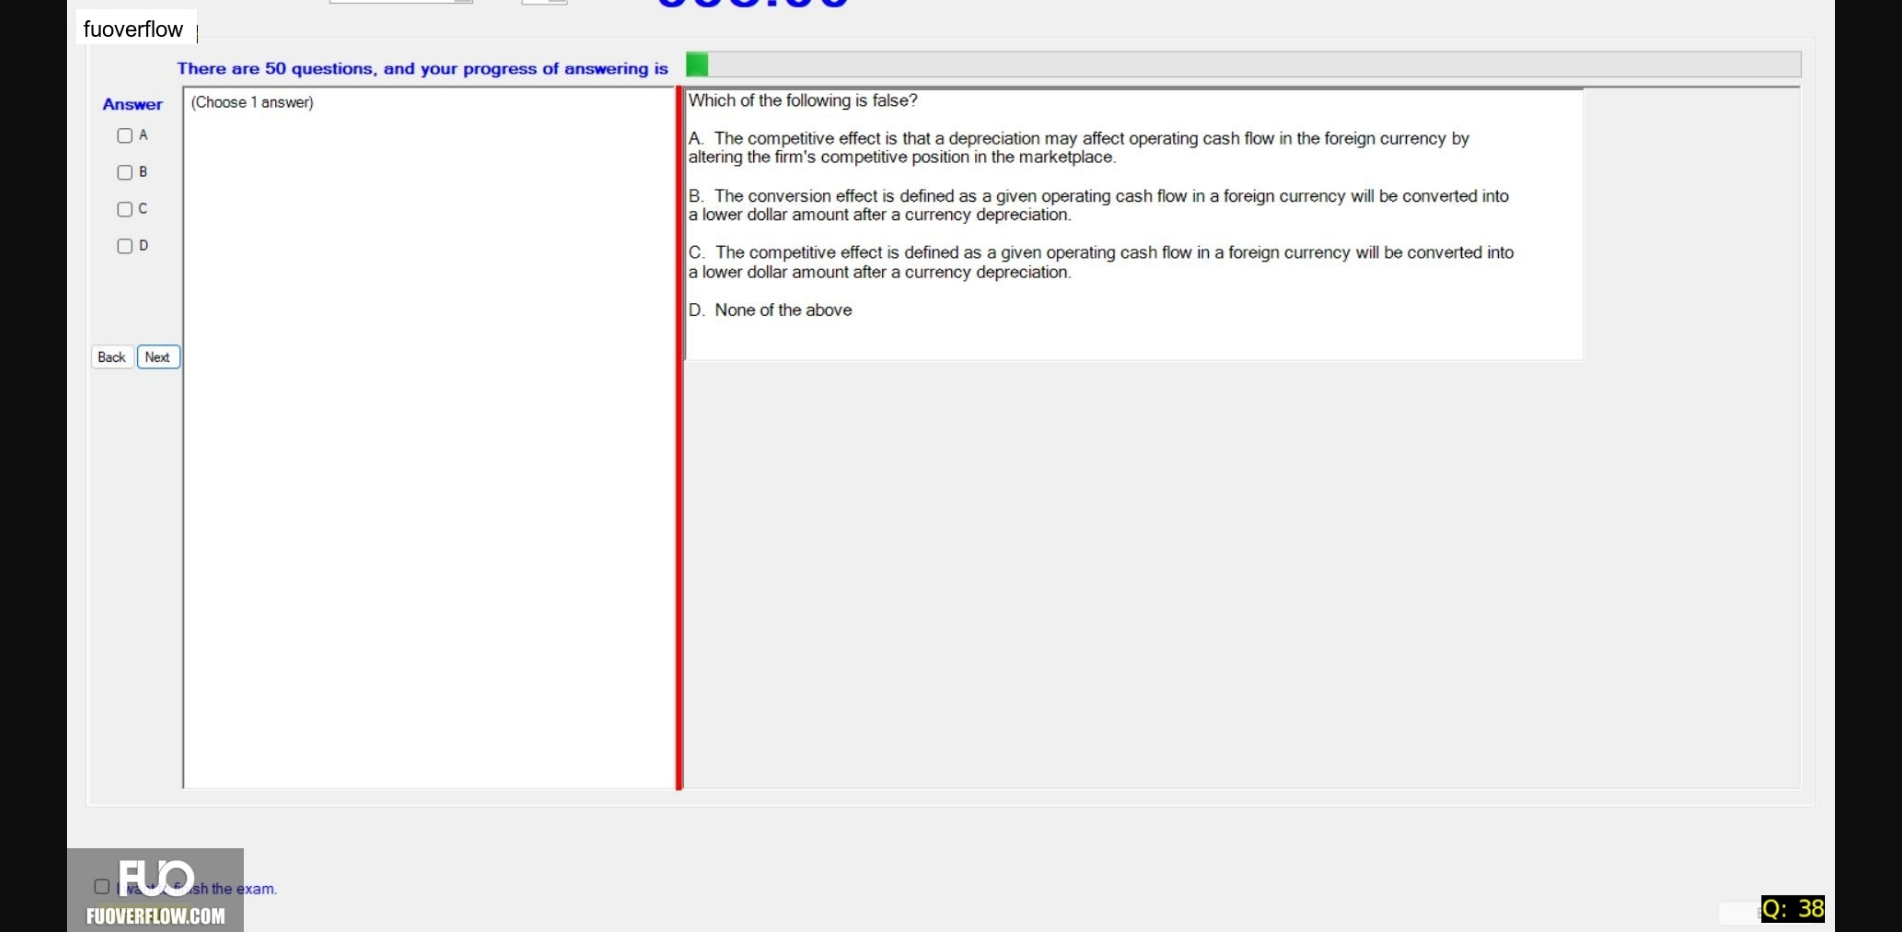 fuoverflow
There are 50 questions, and your progress of answering is
Answer
(Choose 1 answer)
A
B
C
D
Back Next
Which of the following is false?
A. The competitive effect is that a depreciation may affect operating cash flow in the foreign currency by
altering the firm's competitive position in the marketplace.
B. The conversion effect is defined as a given operating cash flow in a foreign currency will be converted into
a lower dollar amount after a currency depreciation.
C. The competitive effect is defined as a given operating cash flow in a foreign currency will be converted into
a lower dollar amount after a currency depreciation.
D. None of the above
FUO
sh the exam.
FUOVERFLOW.COM
Q: 38